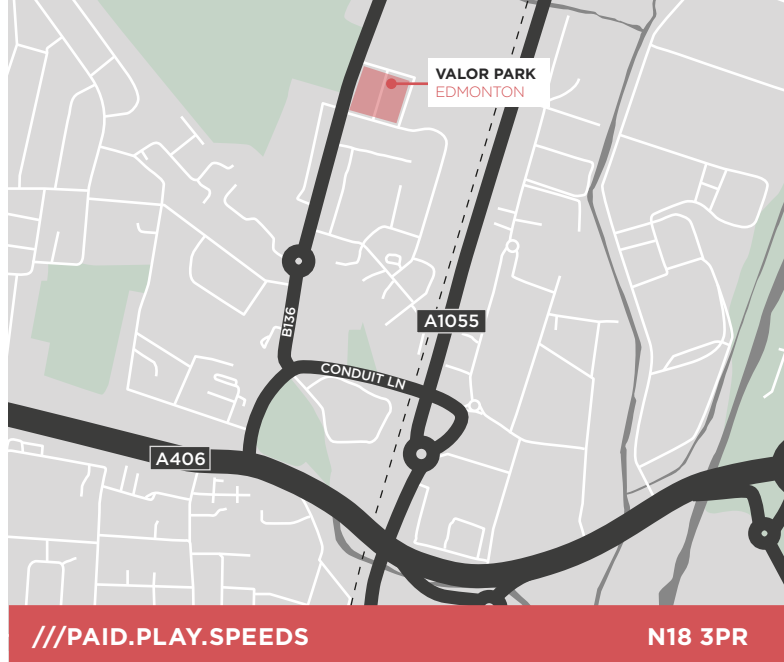 VALOR PARK
EDMONTON
B136
A1055
CONDUIT LN
A406
///PAID.PLAY.SPEEDS
N18 3PR